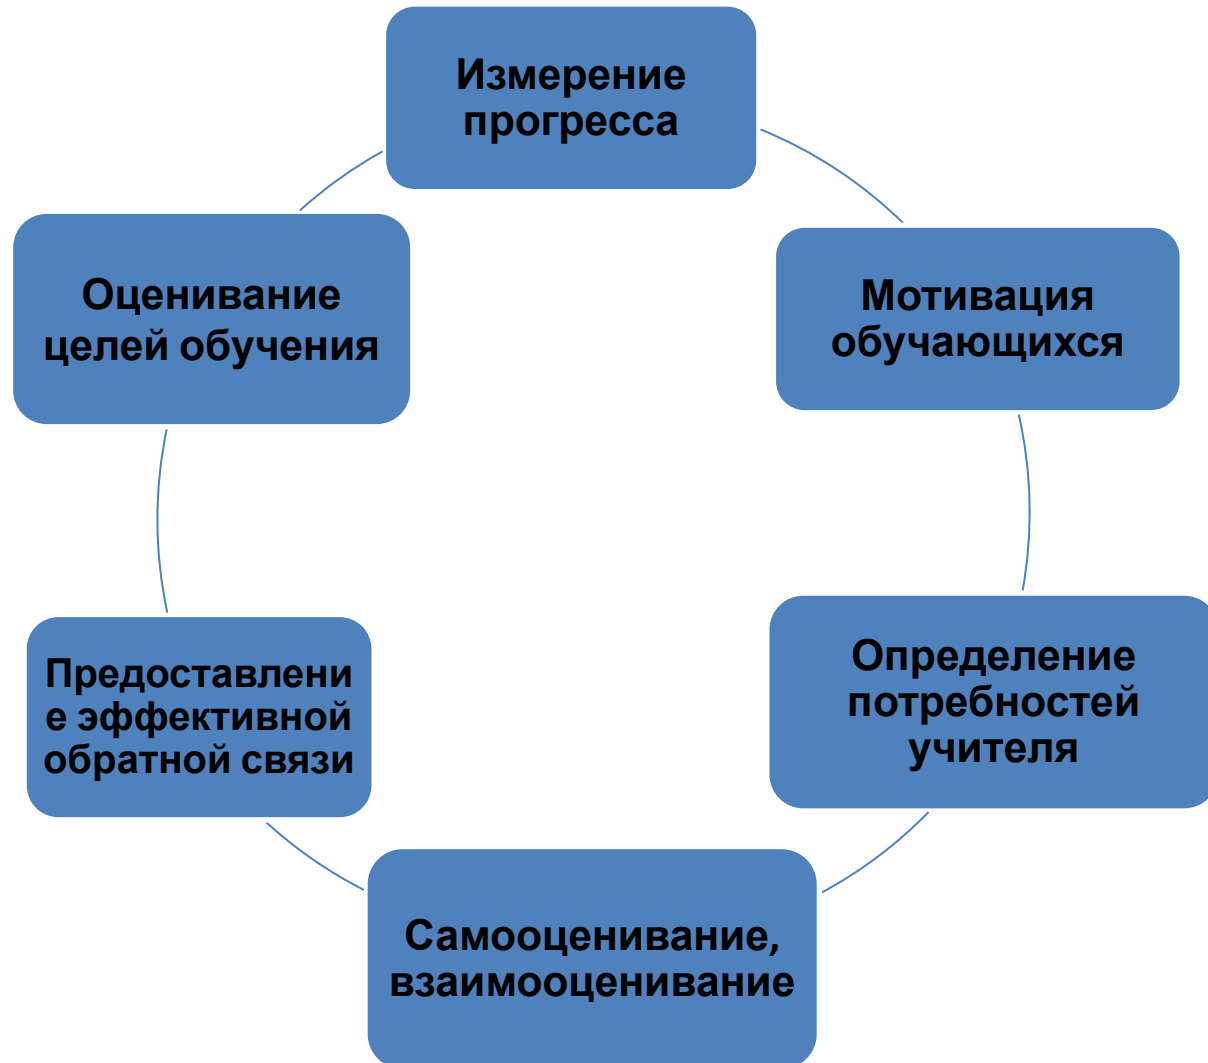 Измерение
прогресса
Мотивация
обучающихся
Определение
потребностей
учителя
Самооценивание,
взаимооценивание
Предоставлени
е эффективной
обратной связи
Оценивание
целей обучения